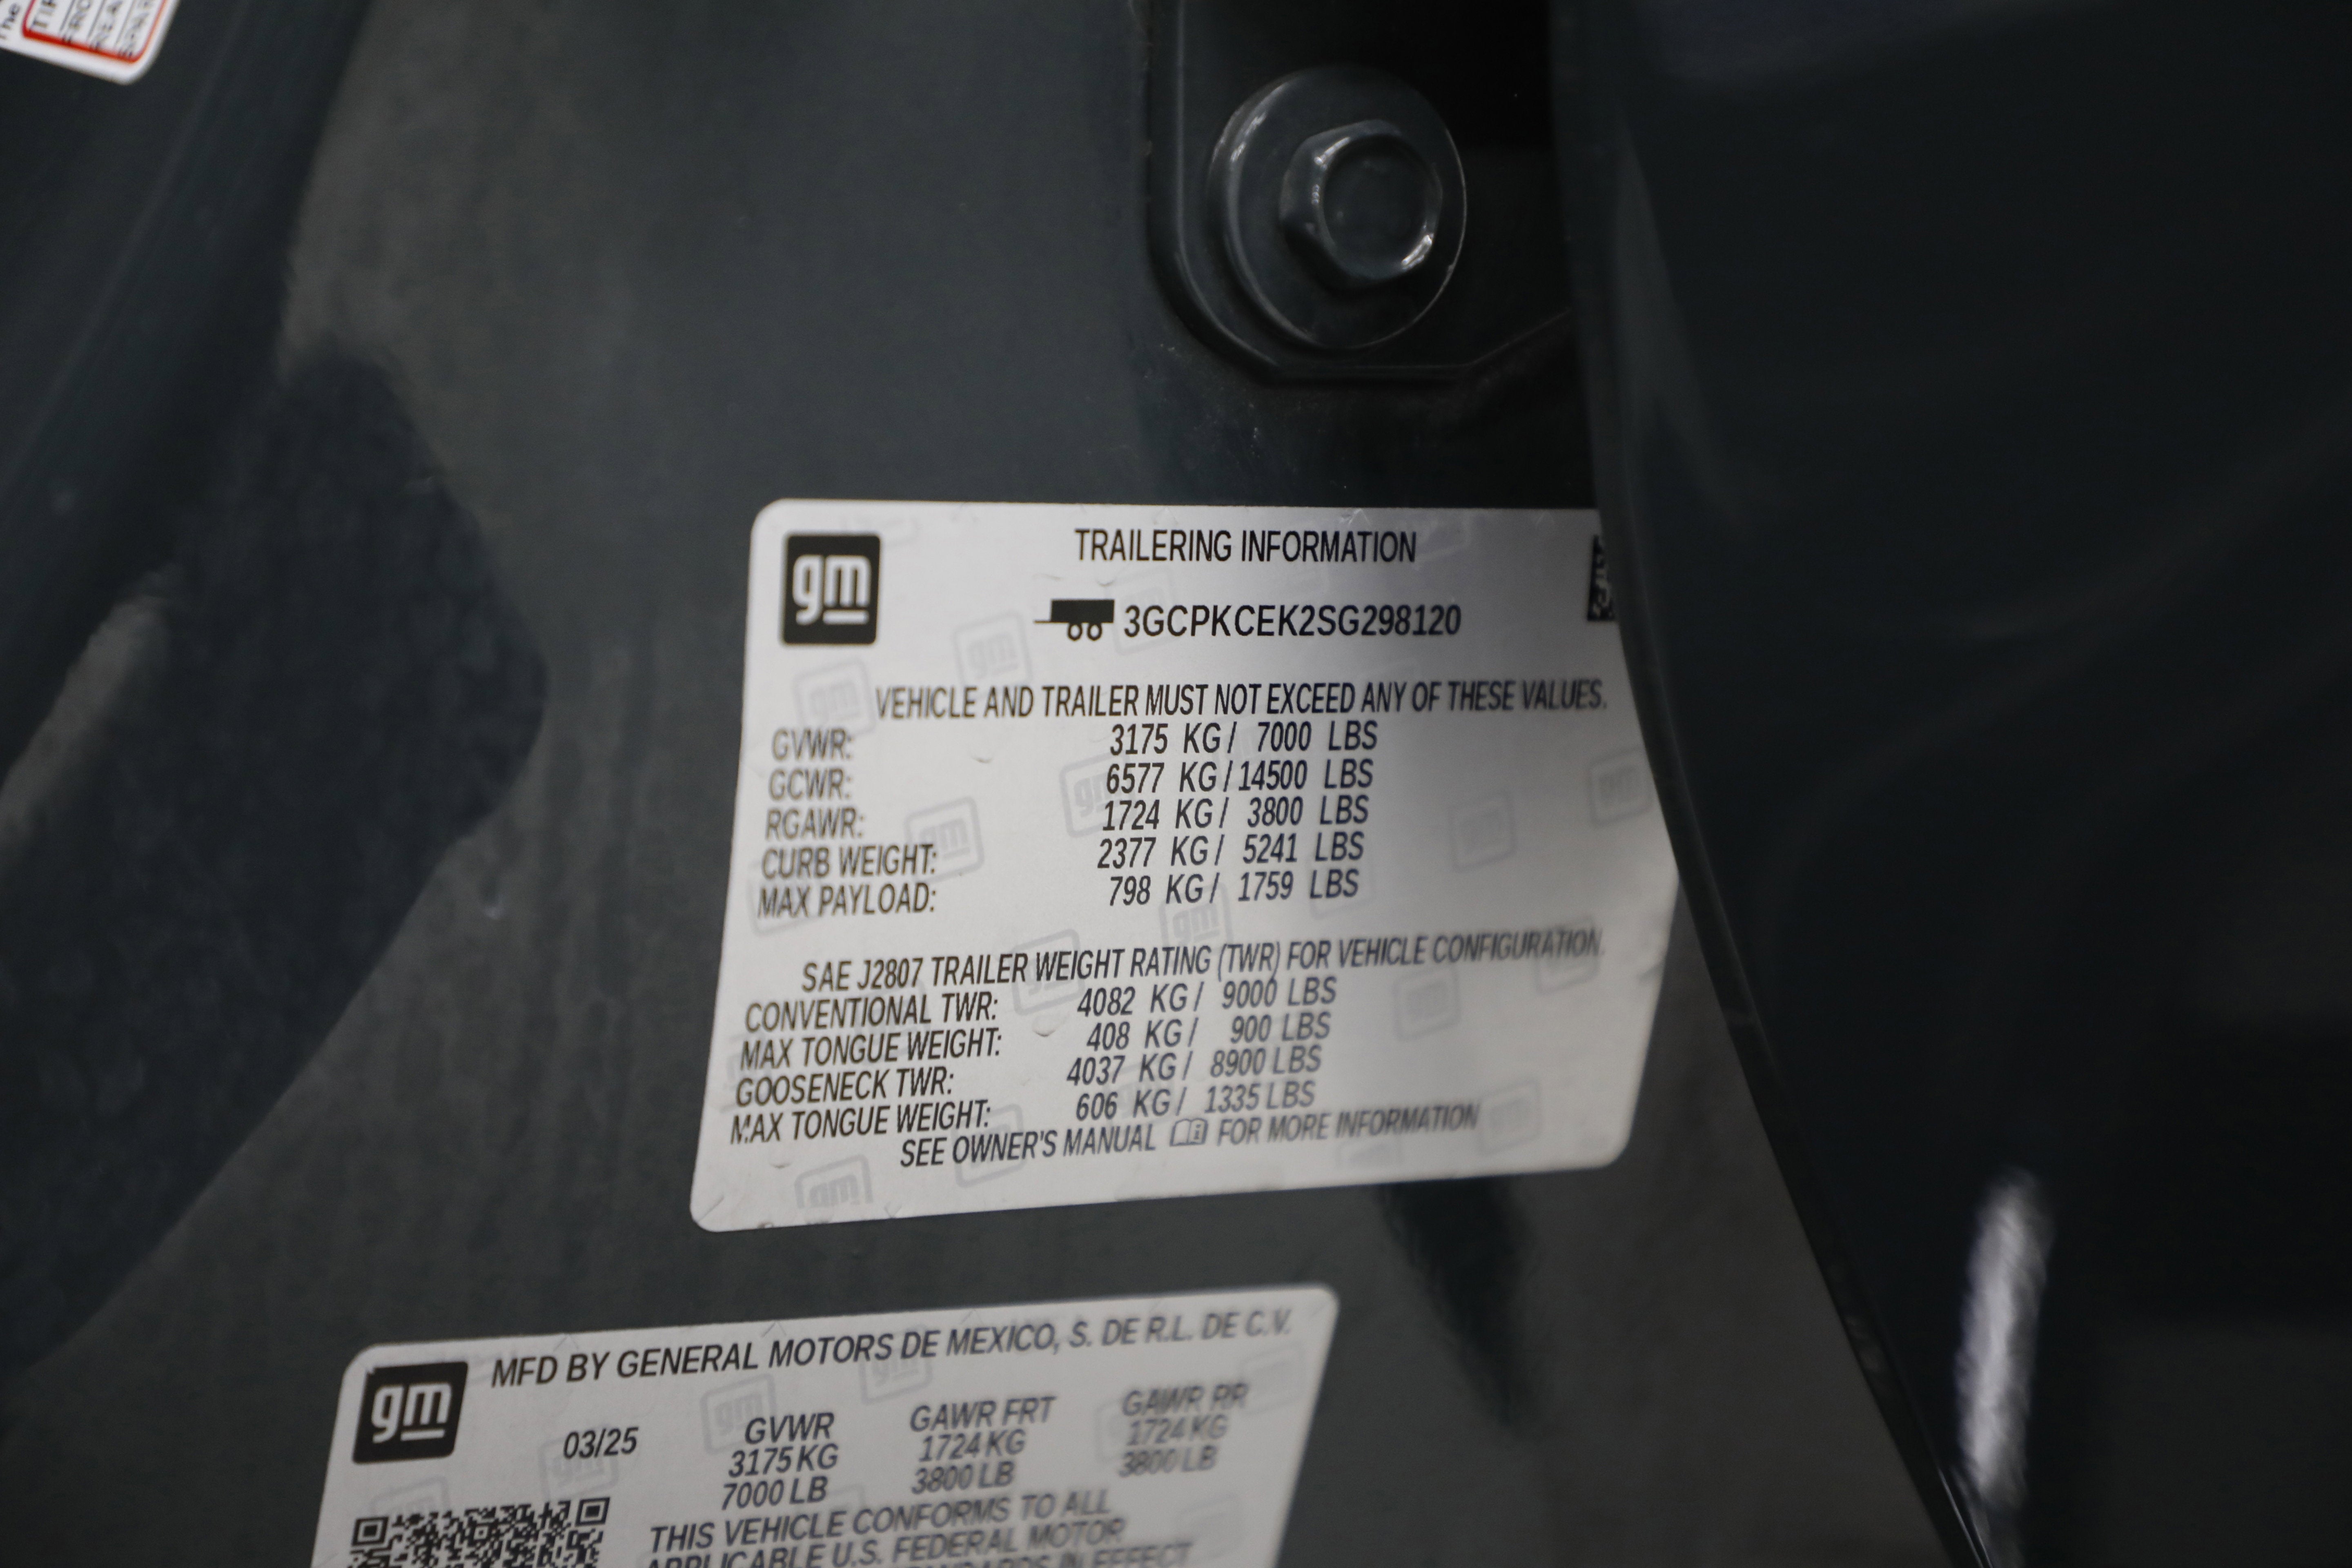 The
gm
TRAILERING INFORMATION
3GCPKCEK2SG298120
VEHICLE AND TRAILER MUST NOT EXCEED ANY OF THESE VALUES.
GVWR: 3175 KG/ 7000 LBS
GCWR: 6577 KG/14500 LBS
RGAWR: 1724 KG/ 3800 LBS
CURB WEIGHT: 2377 KG/ 5241 LBS
MAX PAYLOAD: 798 KG/ 1759 LBS
SAE J2807 TRAILER WEIGHT RATING (TWR) FOR VEHICLE CONFIGURATION.
CONVENTIONAL TWR: 4082 KG/ 9000 LBS
MAX TONGUE WEIGHT: 408 KG/ 900 LBS
GOOSENECK TWR: 4037 KG/ 8900 LBS
MAX TONGUE WEIGHT: 606 KG/ 1335 LBS
SEE OWNER'S MANUAL FOR MORE INFORMATION
gm
MFD BY GENERAL MOTORS DE MEXICO, S. DE R.L. DE C.V.
03/25 GVWR GAWR FRT GAWR RR
3175 KG 1724 KG 1724 KG
7000 LB 3800 LB 3800 LB
THIS VEHICLE CONFORMS TO ALL
APPLICABLE U.S. FEDERAL MOTOR
IN EFFECT